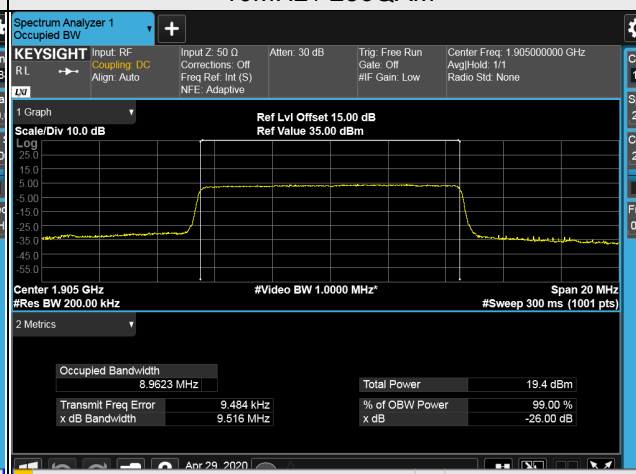 Spectrum Analyzer 1
Occupied BW
KEYSIGHT
RL
LXI
Input: RF
Coupling: DC
Align: Auto
Input Z: 50 Ω
Corrections: Off
Freq Ref: Int (S)
NFE: Adaptive
Atten: 30 dB
Trig: Free Run
Gate: Off
#IF Gain: Low
Center Freq: 1.905000000 GHz
Avg|Hold: 1/1
Radio Std: None
1 Graph
Scale/Div 10.0 dB
Ref Lvl Offset 15.00 dB
Ref Value 35.00 dBm
Log
25.0
15.0
5.00
-5.00
-15.0
-25.0
-35.0
-45.0
-55.0
Center 1.905 GHz
#Res BW 200.00 kHz
#Video BW 1.0000 MHz*
Span 20 MHz
#Sweep 300 ms (1001 pts)
2 Metrics
Occupied Bandwidth
8.9623 MHz
Transmit Freq Error 9.484 kHz
x dB Bandwidth 9.516 MHz
Total Power 19.4 dBm
% of OBW Power 99.00 %
x dB -26.00 dB
Apr 29, 2020